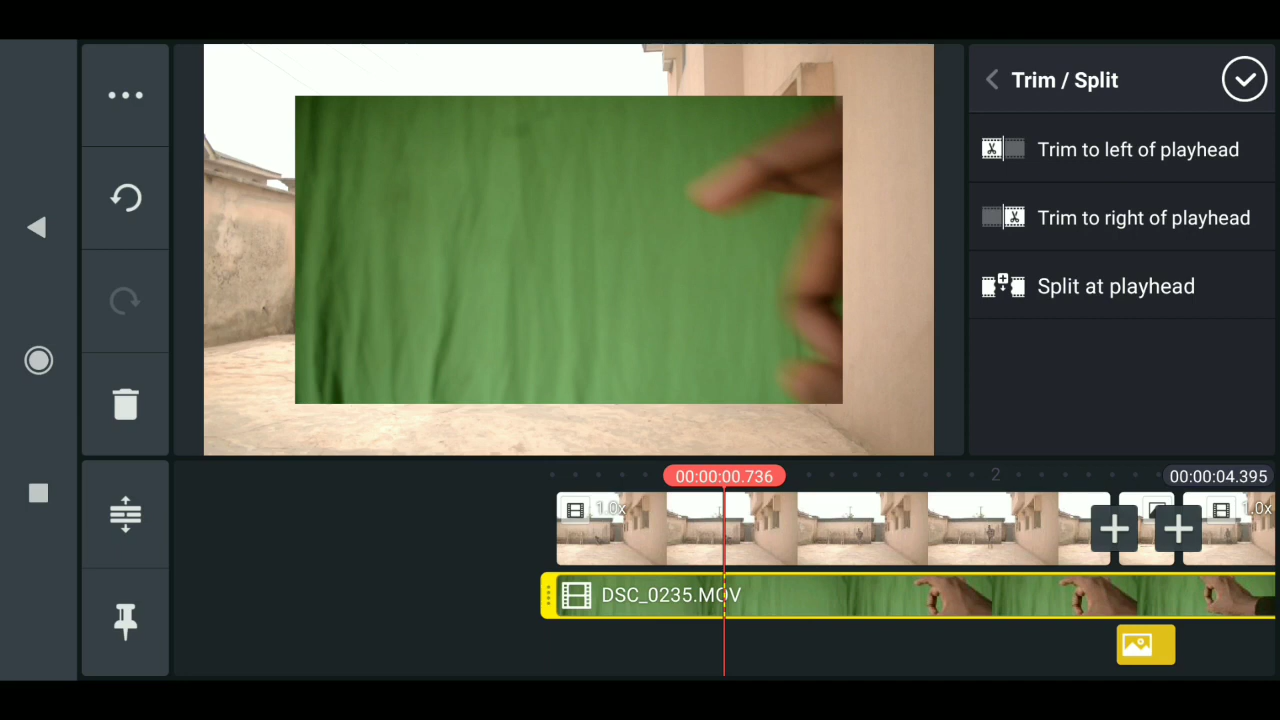 Trim / Split
Trim to left of playhead
Trim to right of playhead
Split at playhead
00:00:00.736
2
00:00:04.395
1.0x
1.0x
DSC_0235.MOV